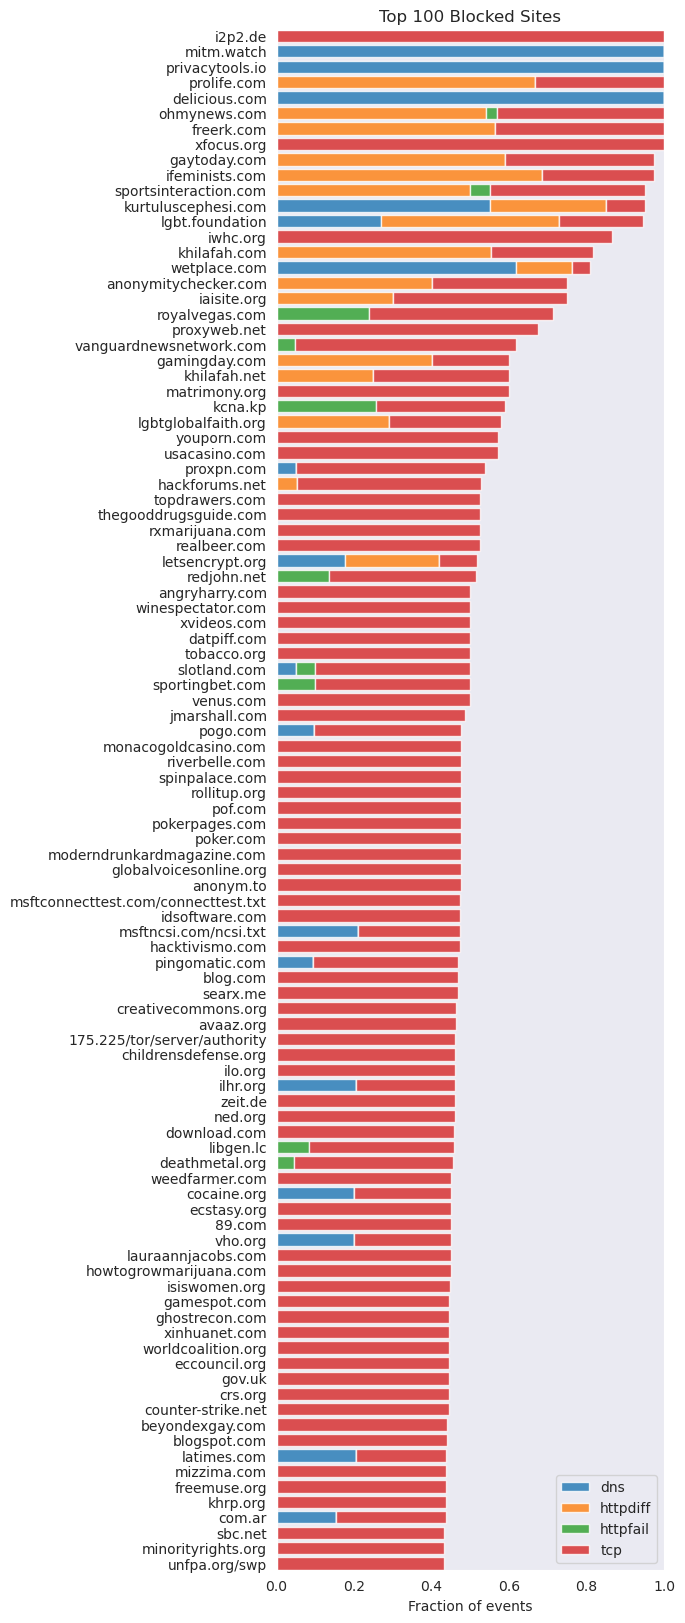 Top 100 Blocked Sites
i2p2.de
mitm.watch
privacytools.io
prolife.com
delicious.com
ohmynews.com
freerk.com
xfocus.org
gaytoday.com
ifeminists.com
sportsinteraction.com
kurtuluscephesi.com
lgbt.foundation
iwhc.org
khilafah.com
wetplace.com
anonymitychecker.com
iaisite.org
royalvegas.com
proxyweb.net
vanguardnewsnetwork.com
gamingday.com
khilafah.net
matrimony.org
kcna.kp
lgbtglobalfaith.org
youporn.com
usacasino.com
proxpn.com
hackforums.net
topdrawers.com
thegooddrugsguide.com
rxmarijuana.com
realbeer.com
letsencrypt.org
redjohn.net
angryharry.com
winespectator.com
xvideos.com
datpiff.com
tobacco.org
slotland.com
sportingbet.com
venus.com
jmarshall.com
pogo.com
monacogoldcasino.com
riverbelle.com
spinpalace.com
rollitup.org
pof.com
pokerpages.com
poker.com
moderndrunkardmagazine.com
globalvoicesonline.org
anonym.to
msftconnecttest.com/connecttest.txt
idsoftware.com
msftncsi.com/ncsi.txt
hacktivismo.com
pingomatic.com
blog.com
searx.me
creativecommons.org
avaaz.org
175.225/tor/server/authority
childrensdefense.org
ilo.org
ilhr.org
zeit.de
ned.org
download.com
libgen.lc
deathmetal.org
weedfarmer.com
cocaine.org
ecstasy.org
89.com
vho.org
lauraannjacobs.com
howtogrowmarijuana.com
isiswomen.org
gamespot.com
ghostrecon.com
xinhuanet.com
worldcoalition.org
eccouncil.org
gov.uk
crs.org
counter-strike.net
beyondexgay.com
blogspot.com
latimes.com
mizzima.com
freemuse.org
khrp.org
com.ar
sbc.net
minorityrights.org
unfpa.org/swp
dns
httpdiff
httpfail
tcp
0.0 0.2 0.4 0.6 0.8 1.0
Fraction of events